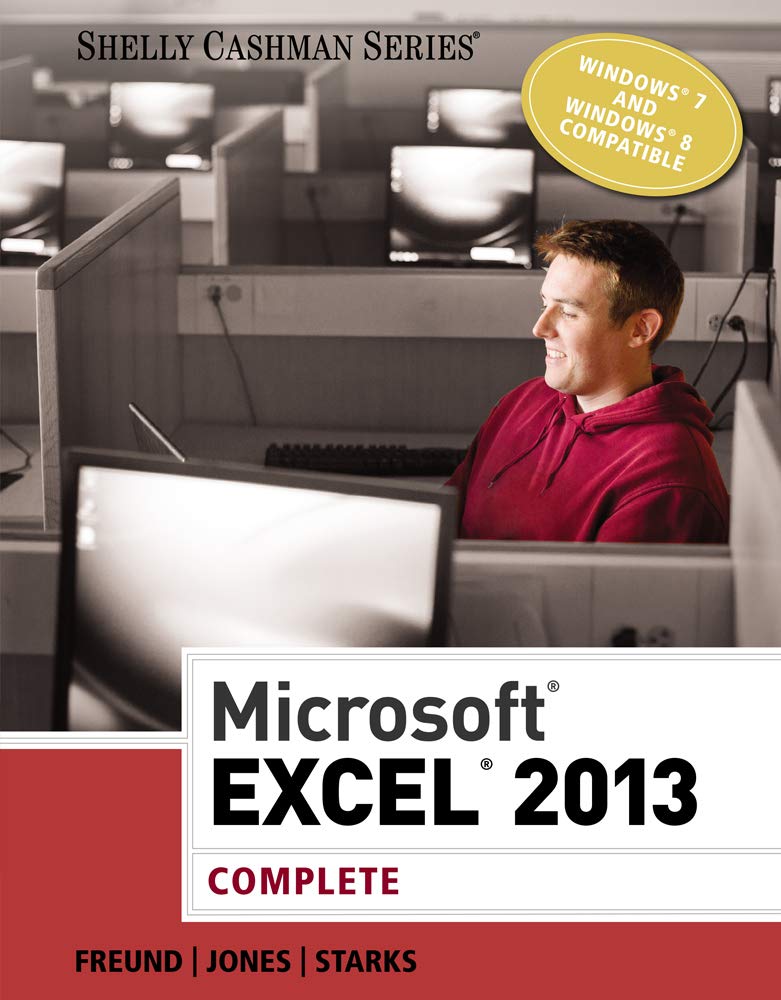 SHELLY CASHMAN SERIES®
WINDOWS® 7
AND
WINDOWS® 8
COMPATIBLE
Microsoft®
EXCEL® 2013
COMPLETE
FREUND | JONES | STARKS